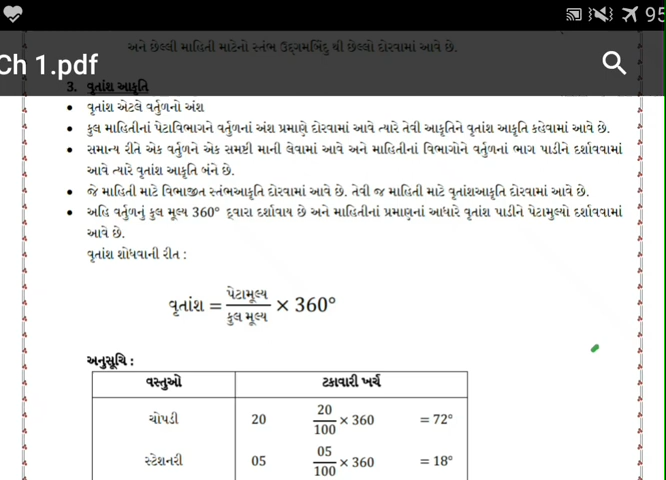 95
અને છેલ્લી માહિતી માટેનો સ્તંભ ઉદ્‌ગમબિંદુ થી છેલ્લો દોરવામાં આવે છે.
Ch 1.pdf
3. વૃતાંશ આકૃતિ
• વૃતાંશ એટલે વર્તુળનો અંશ
• કુલ માહિતીનાં પેટાવિભાગને વર્તુળનાં અંશ પ્રમાણે દોરવામાં આવે ત્યારે તેવી આકૃતિને વૃતાંશ આકૃતિ કહેવામાં આવે છે.
• સમાન્ય રીતે એક વર્તુળને એક સમષ્ટી માની લેવામાં આવે અને માહિતીનાં વિભાગોને વર્તુળનાં ભાગ પાડીને દર્શાવવામાં
આવે ત્યારે વૃતાંશ આકૃતિ બંને છે.
• જે માહિતી માટે વિભાજીત સ્તંભઆકૃતિ દોરવામાં આવે છે. તેવી જ માહિતી માટે વૃતાંશઆકૃતિ દોરવામાં આવે છે.
• અહિ વર્તુળનું કુલ મૂલ્ય 360° દ્વારા દર્શાવાય છે અને માહિતીનાં પ્રમાણનાં આધારે વૃતાંશ પાડીને પેટામુલ્યો દર્શાવવામાં
આવે છે.
વૃતાંશ શોધવાની રીત :
વૃતાંશ = પેટામૂલ્ય / કુલ મૂલ્ય × 360°
અનુસૂચિ :
વસ્તુઓ ટકાવારી ખર્ચ
ચોપડી 20 20/100 × 360 = 72°
સ્ટેશનરી 05 05/100 × 360 = 18°